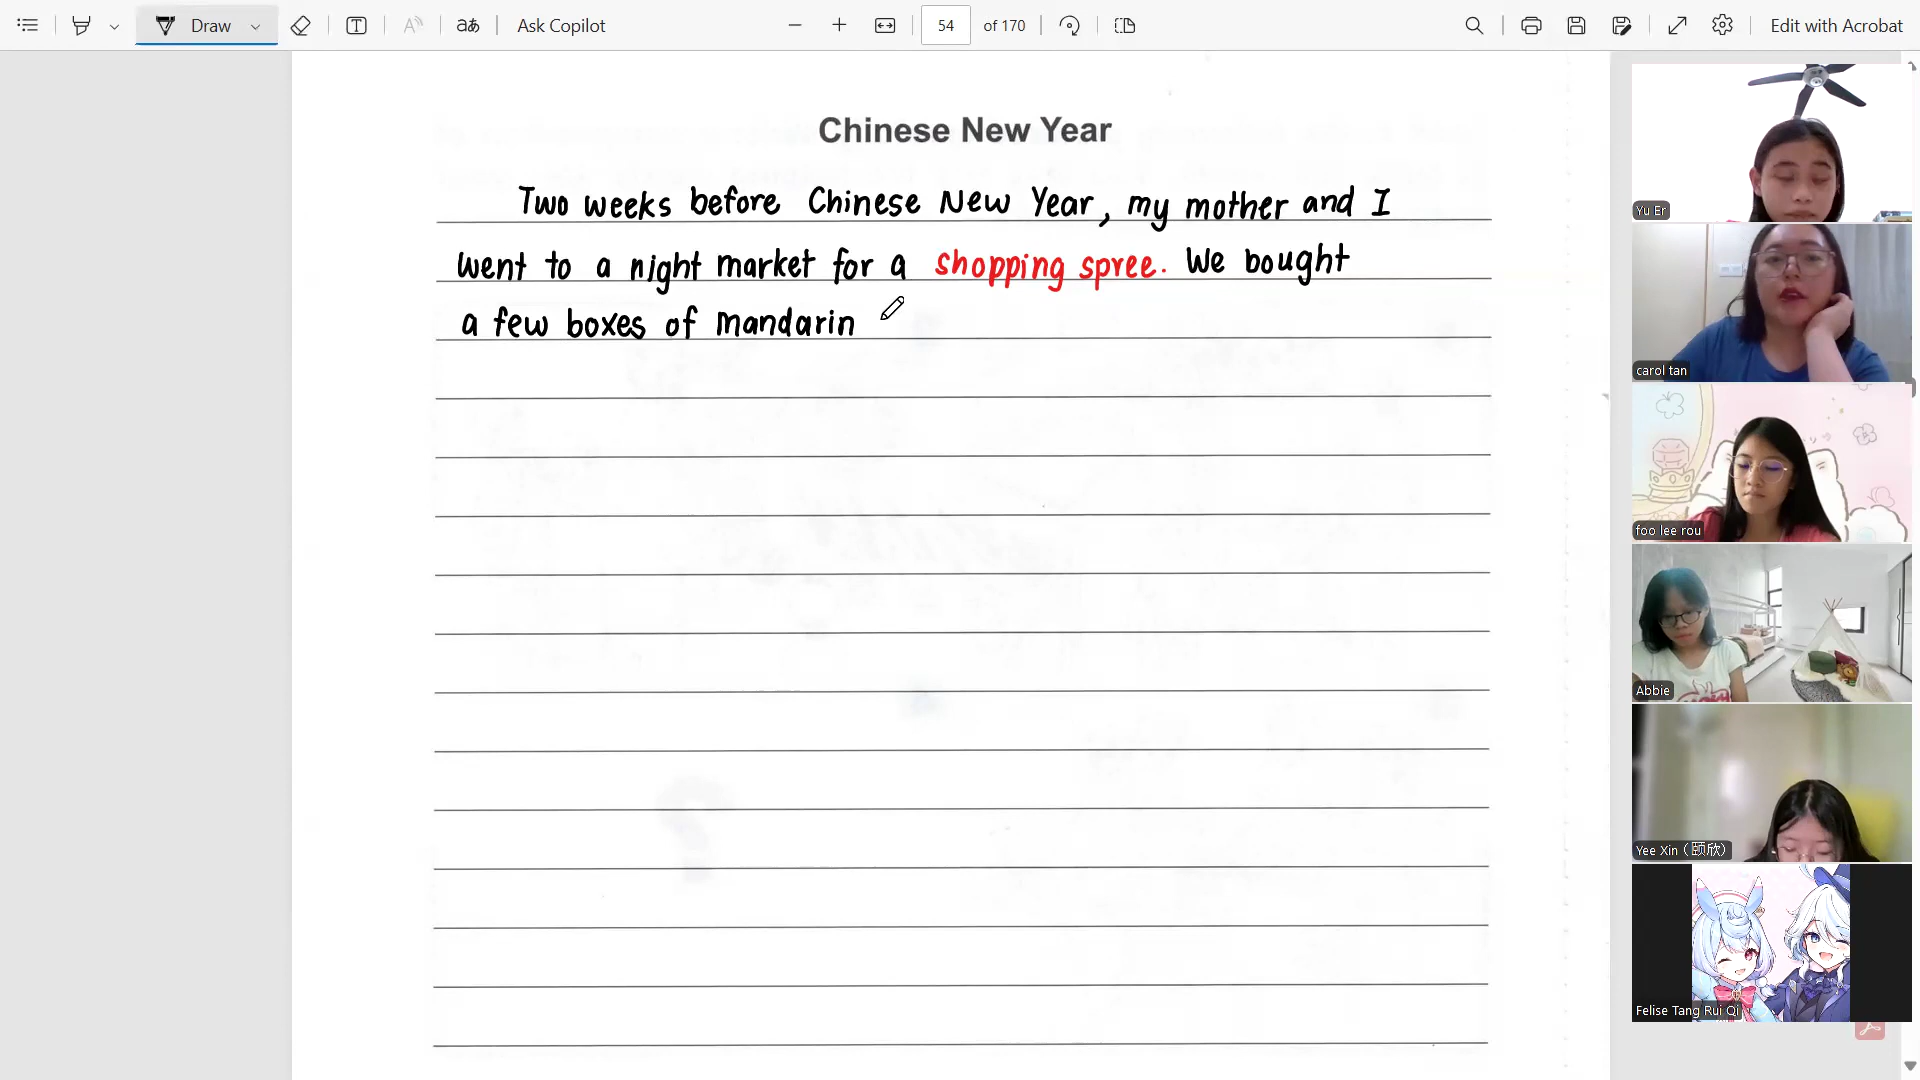 Draw
aあ
Ask Copilot
54
of 170
Edit with Acrobat
Chinese New Year
Two weeks before Chinese New Year, my mother and I
went to a night market for a shopping spree. We bought
a few boxes of mandarin
Yu Er
carol tan
foo lee rou
Abbie
Yee Xin (颐欣)
Felise Tang Rui Qi